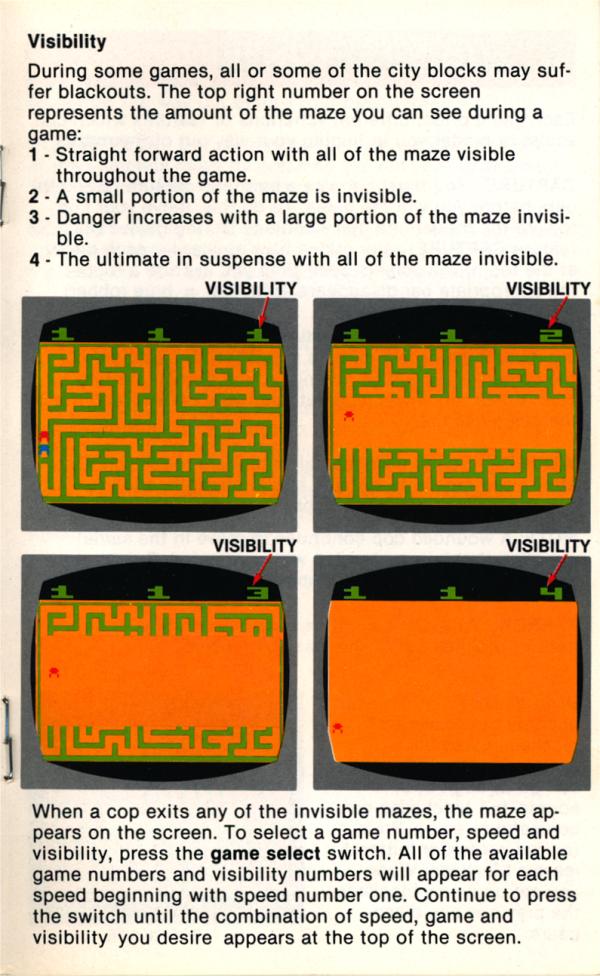 Visibility
During some games, all or some of the city blocks may suf-
fer blackouts. The top right number on the screen
represents the amount of the maze you can see during a
game:
1 - Straight forward action with all of the maze visible
throughout the game.
2 - A small portion of the maze is invisible.
3 - Danger increases with a large portion of the maze invisi-
ble.
4 - The ultimate in suspense with all of the maze invisible.
VISIBILITY VISIBILITY
1 1 1 1 1 2
VISIBILITY VISIBILITY
1 1 3 1 1 4
When a cop exits any of the invisible mazes, the maze ap-
pears on the screen. To select a game number, speed and
visibility, press the game select switch. All of the available
game numbers and visibility numbers will appear for each
speed beginning with speed number one. Continue to press
the switch until the combination of speed, game and
visibility you desire appears at the top of the screen.